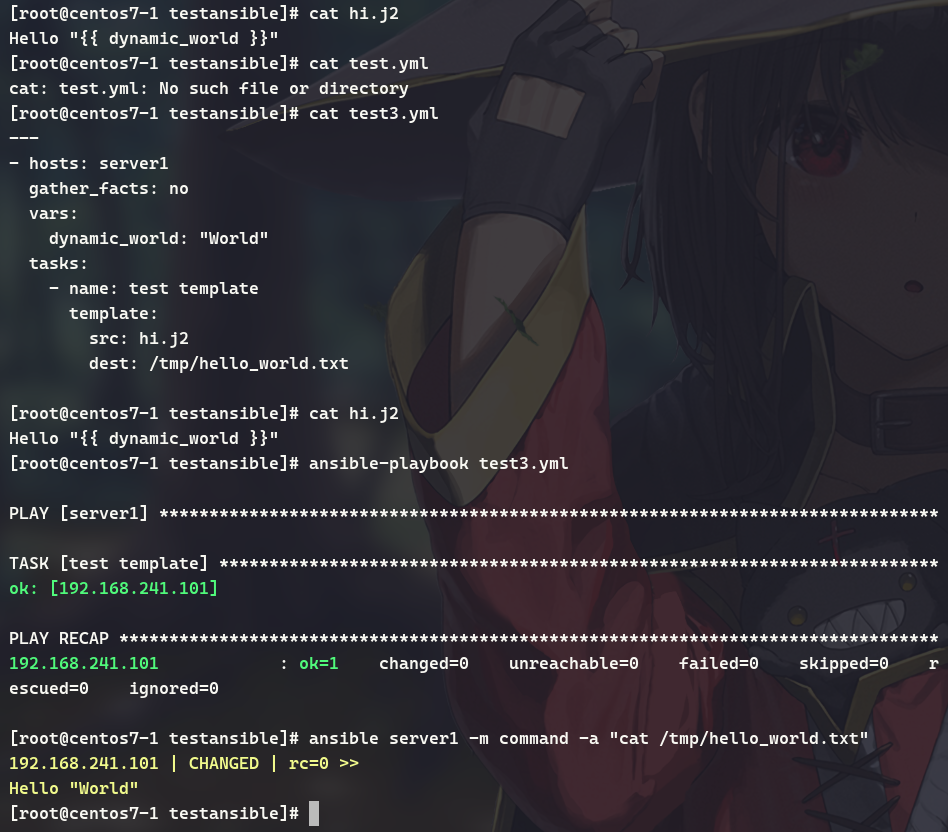 [root@centos7-1 testansible]# cat hi.j2
Hello "{{ dynamic_world }}"
[root@centos7-1 testansible]# cat test.yml
cat: test.yml: No such file or directory
[root@centos7-1 testansible]# cat test3.yml
---
- hosts: server1
  gather_facts: no
  vars:
    dynamic_world: "World"
  tasks:
    - name: test template
      template:
        src: hi.j2
        dest: /tmp/hello_world.txt

[root@centos7-1 testansible]# cat hi.j2
Hello "{{ dynamic_world }}"
[root@centos7-1 testansible]# ansible-playbook test3.yml

PLAY [server1] ******************************************************************************

TASK [test template] ************************************************************************
ok: [192.168.241.101]

PLAY RECAP **********************************************************************************
192.168.241.101            : ok=1    changed=0    unreachable=0    failed=0    skipped=0    r
escued=0    ignored=0

[root@centos7-1 testansible]# ansible server1 -m command -a "cat /tmp/hello_world.txt"
192.168.241.101 | CHANGED | rc=0 >>
Hello "World"
[root@centos7-1 testansible]#